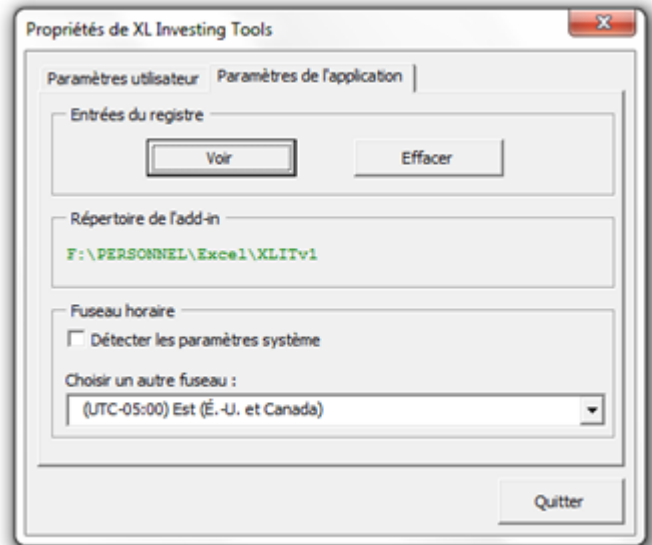 Propriétés de XL Investing Tools
Paramètres utilisateur Paramètres de l'application
Entrées du registre
Voir Effacer
Répertoire de l'add-in
F:\PERSONNEL\Excel\XLITv1
Fuseau horaire
Détecter les paramètres système
Choisir un autre fuseau :
(UTC-05:00) Est (É.-U. et Canada)
Quitter